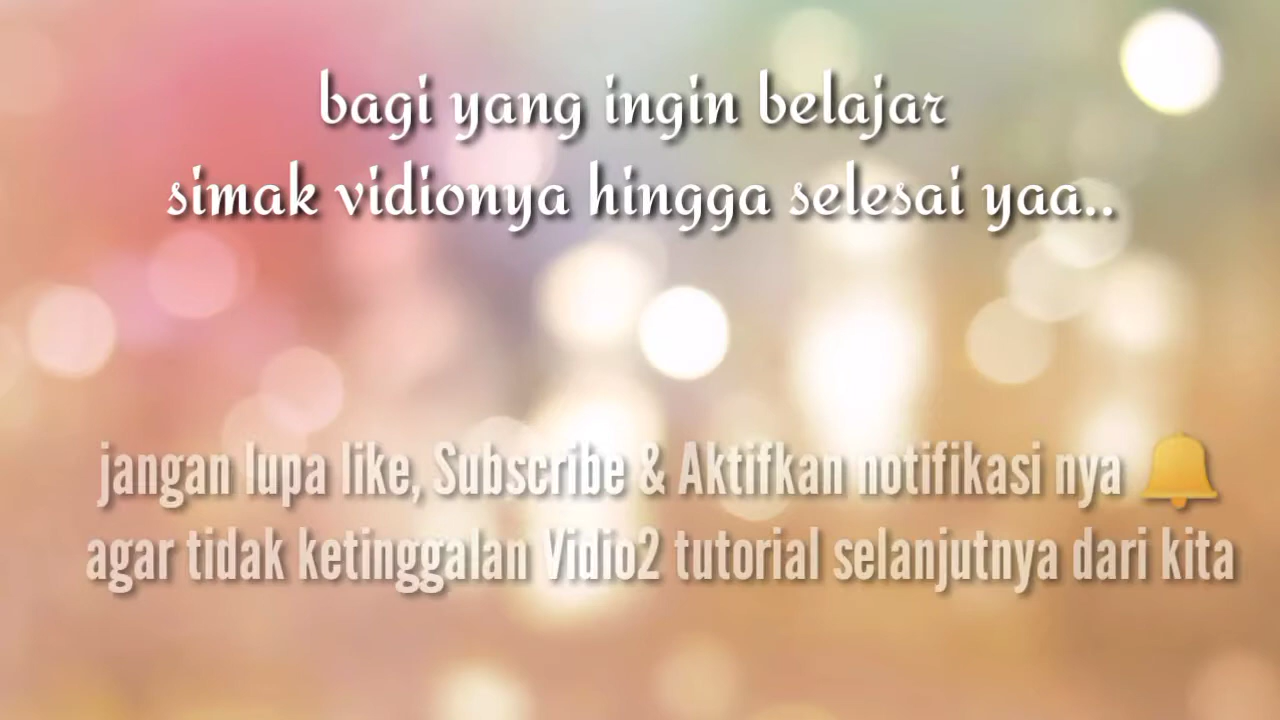 bagi yang ingin belajar
simak vidionya hingga selesai yaa..
jangan lupa like, Subscribe & Aktifkan notifikasi nya 🔔
agar tidak ketinggalan Vidio2 tutorial selanjutnya dari kita